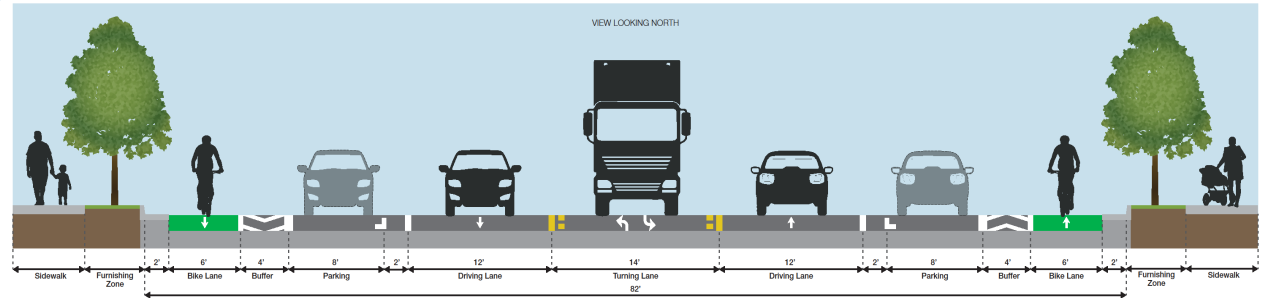 VIEW LOOKING NORTH
2' 6' 4' 8' 2' 12' 14' 12' 2' 8' 4' 6' 2'
Sidewalk Furnishing Zone Bike Lane Buffer Parking Driving Lane Turning Lane Driving Lane Parking Buffer Bike Lane Furnishing Zone Sidewalk
82'